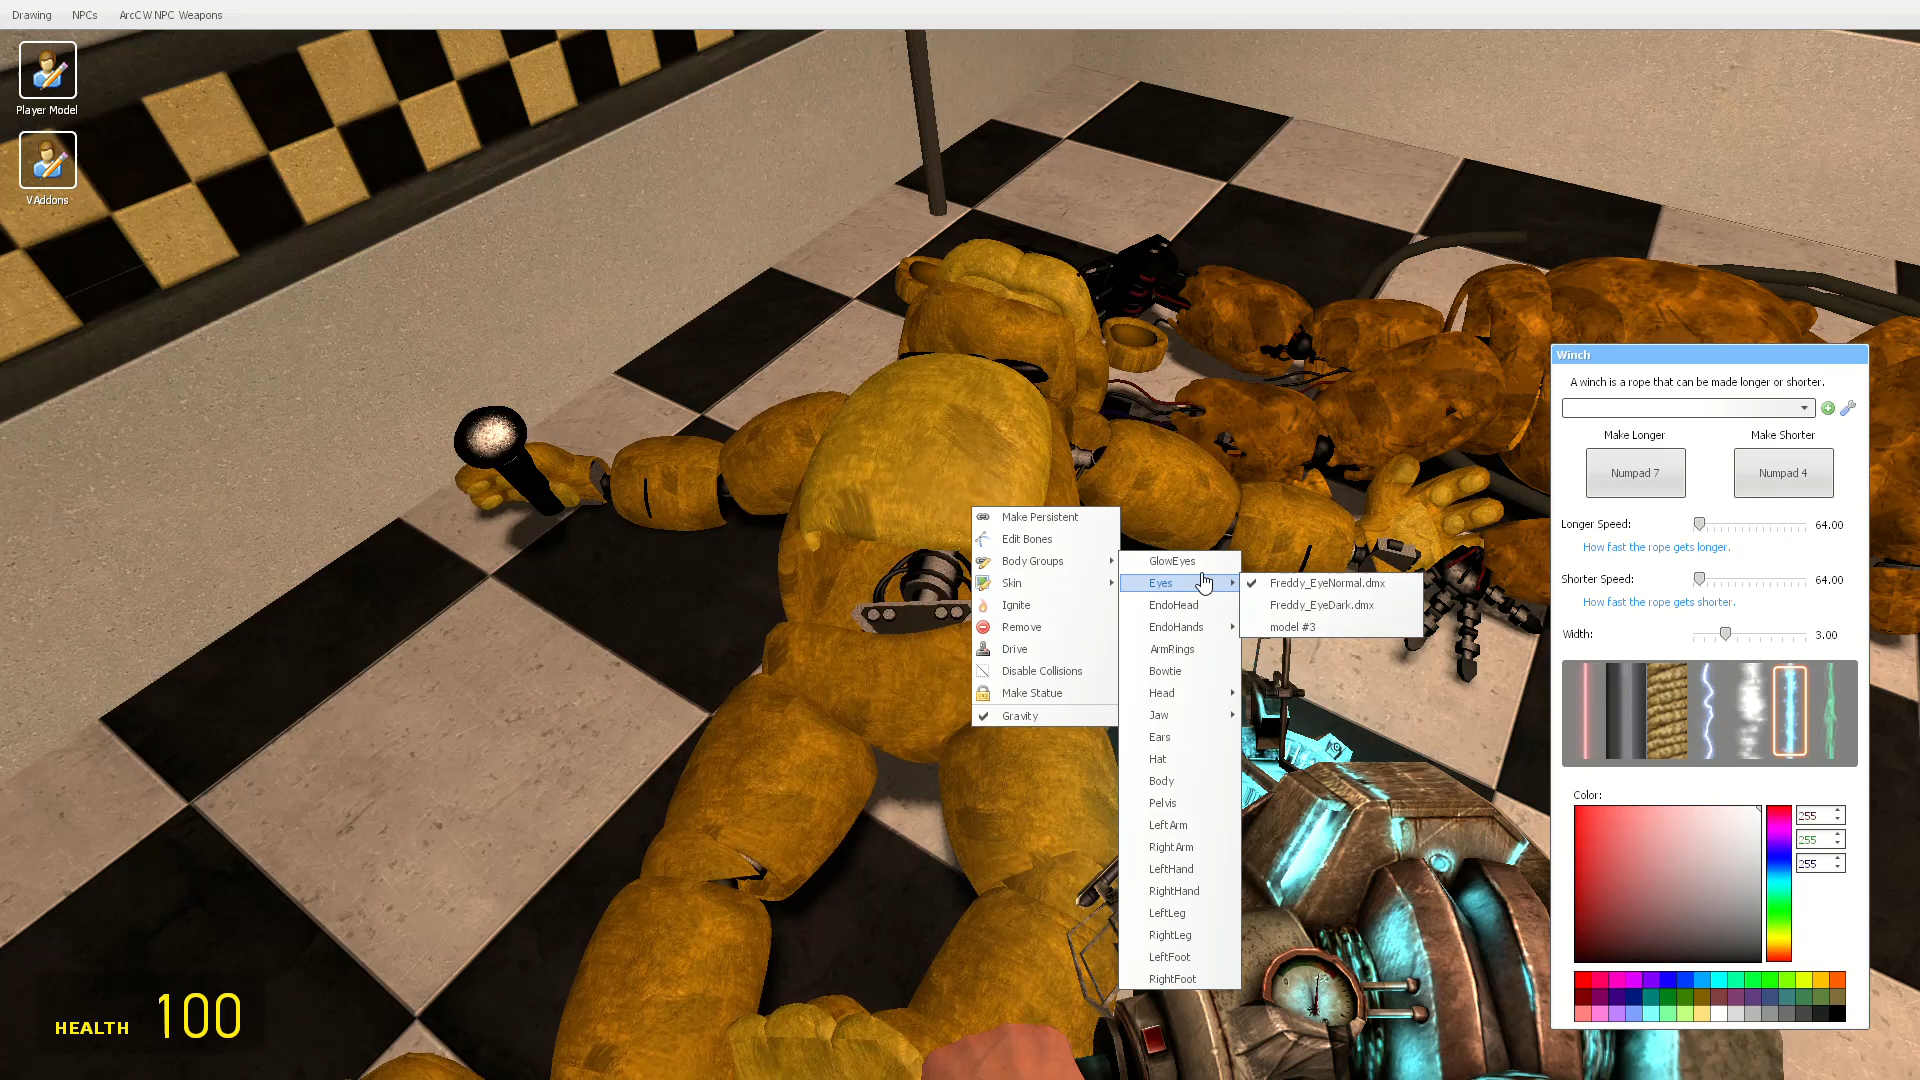 Drawing NPCs ArcCW NPC Weapons
Player Model
VAddons
Make Persistent
Edit Bones
Body Groups
Skin
Ignite
Remove
Drive
Disable Collisions
Make Statue
Gravity
GlowEyes
Eyes
EndoHead
EndoHands
ArmRings
Bowtie
Head
Jaw
Ears
Hat
Body
Pelvis
LeftArm
RightArm
LeftHand
RightHand
LeftLeg
RightLeg
LeftFoot
RightFoot
Freddy_EyeNormal.dmx
Freddy_EyeDark.dmx
model #3
Winch
A winch is a rope that can be made longer or shorter.
Make Longer Make Shorter
Numpad 7 Numpad 4
Longer Speed: 64.00
How fast the rope gets longer.
Shorter Speed: 64.00
How fast the rope gets shorter.
Width: 3.00
Color:
255
255
255
HEALTH 100